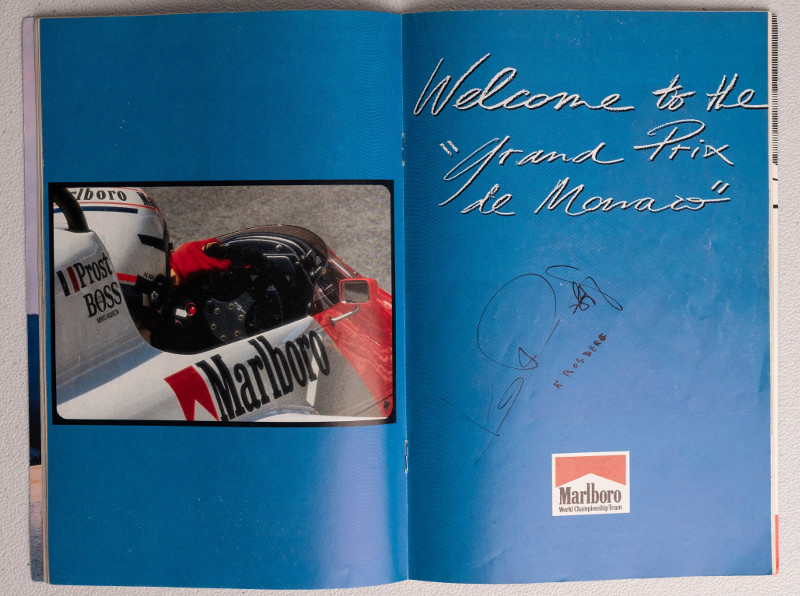 Marlboro
Prost
BOSS
Marlboro
Welcome to the
"grand Prix
de Monaco"
K ROSBERG
Marlboro
World Championship Team